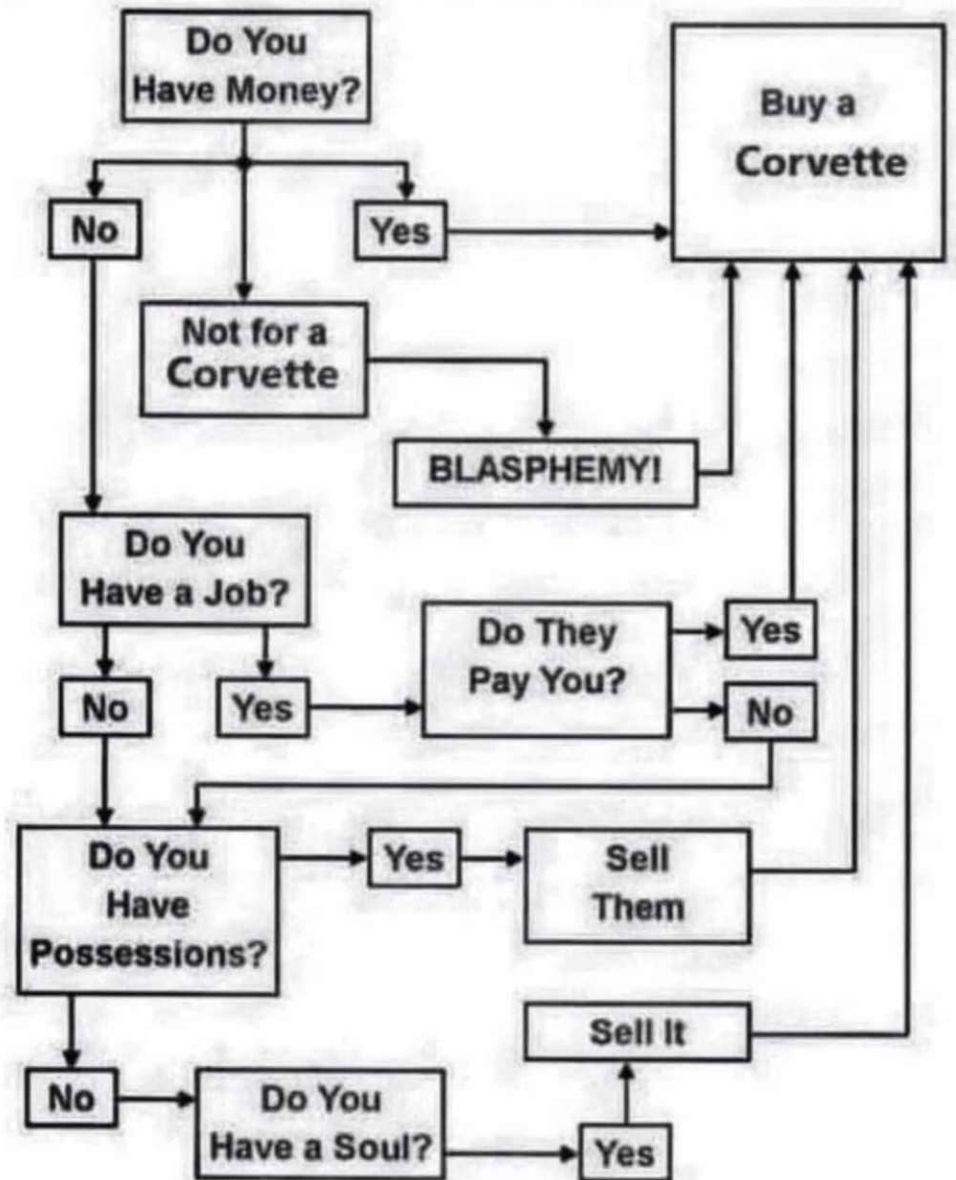 Do You
Have Money?
Buy a
Corvette
No
Yes
Not for a
Corvette
BLASPHEMY!
Do You
Have a Job?
Do They
Pay You?
Yes
No
Yes
No
Do You
Have
Possessions?
Yes
Sell
Them
Sell It
No
Do You
Have a Soul?
Yes